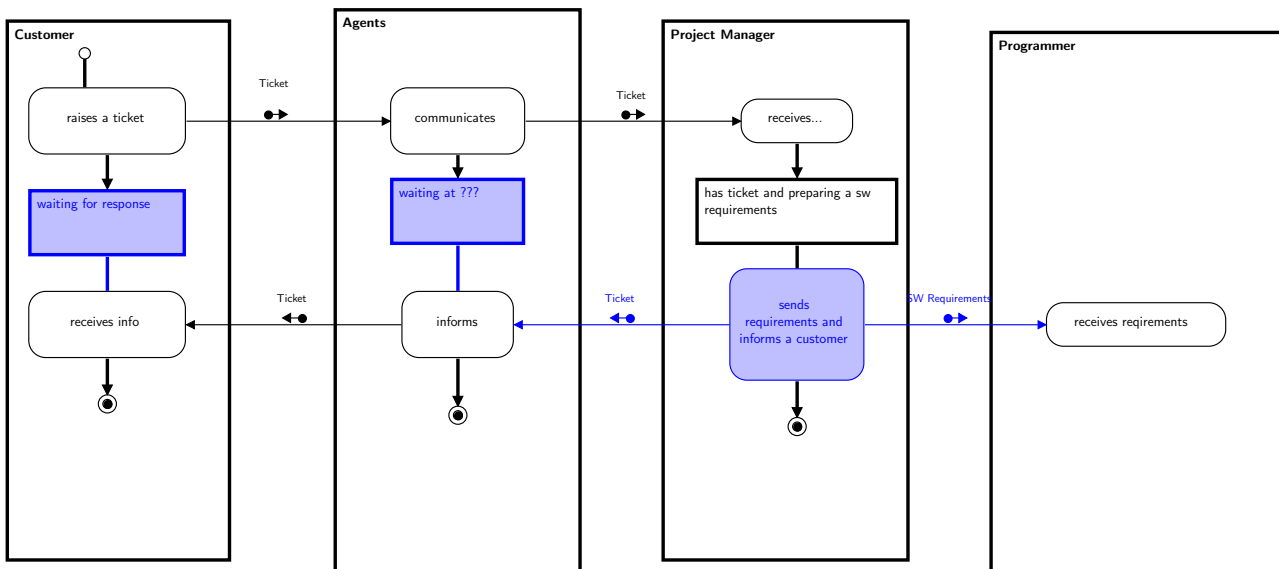 Customer
Agents
Project Manager
Programmer
Ticket
Ticket
raises a ticket
communicates
receives...
waiting for response
waiting at ???
has ticket and preparing a sw
requirements
Ticket
Ticket
SW Requirements
receives info
informs
sends
requirements and
informs a customer
receives reqirements